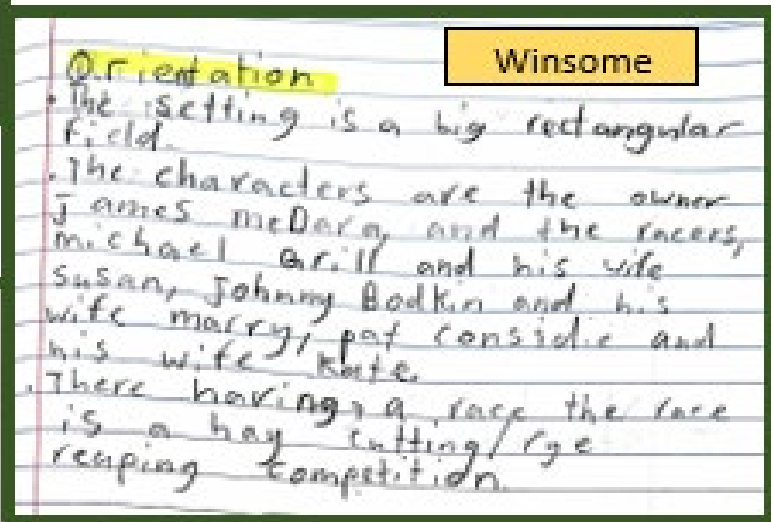 Winsome
Orientation
• The setting is a big rectangular
field.
• The characters are the owner
James mcDara, and the racers,
michael Grill and his wife
Susan, Johnny Bodkin and his
wife marry, pat Considie and
his wife Kate.
• There having a race the race
is a hay cutting/rye
reaping competition.